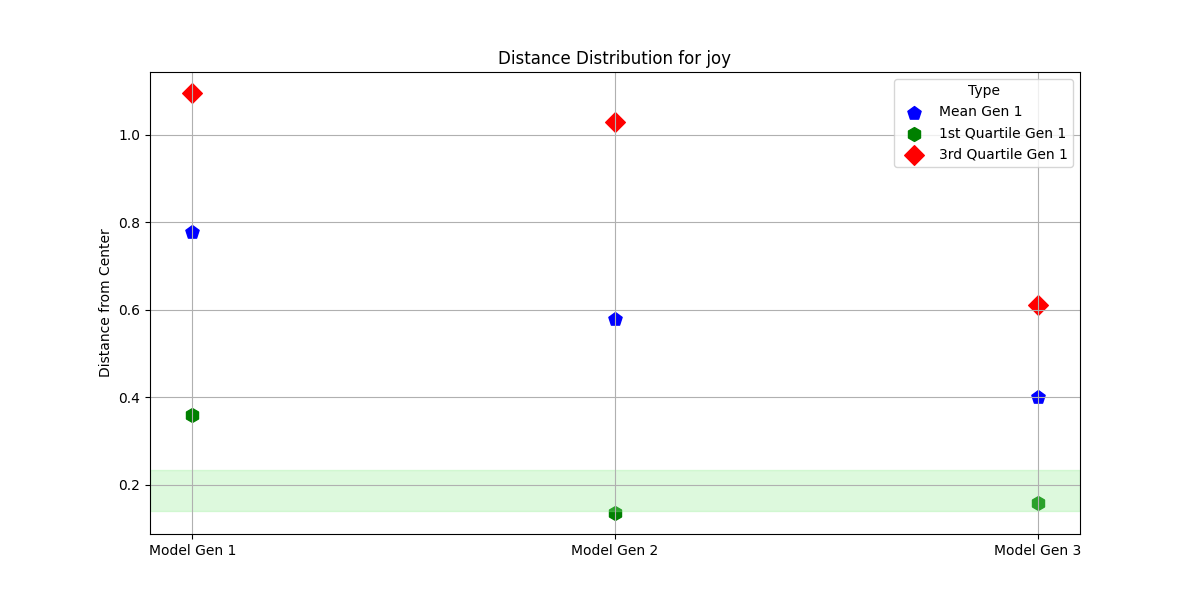 Distance Distribution for joy
Type
Mean Gen 1
1st Quartile Gen 1
3rd Quartile Gen 1
Distance from Center
1.0
0.8
0.6
0.4
0.2
Model Gen 1
Model Gen 2
Model Gen 3